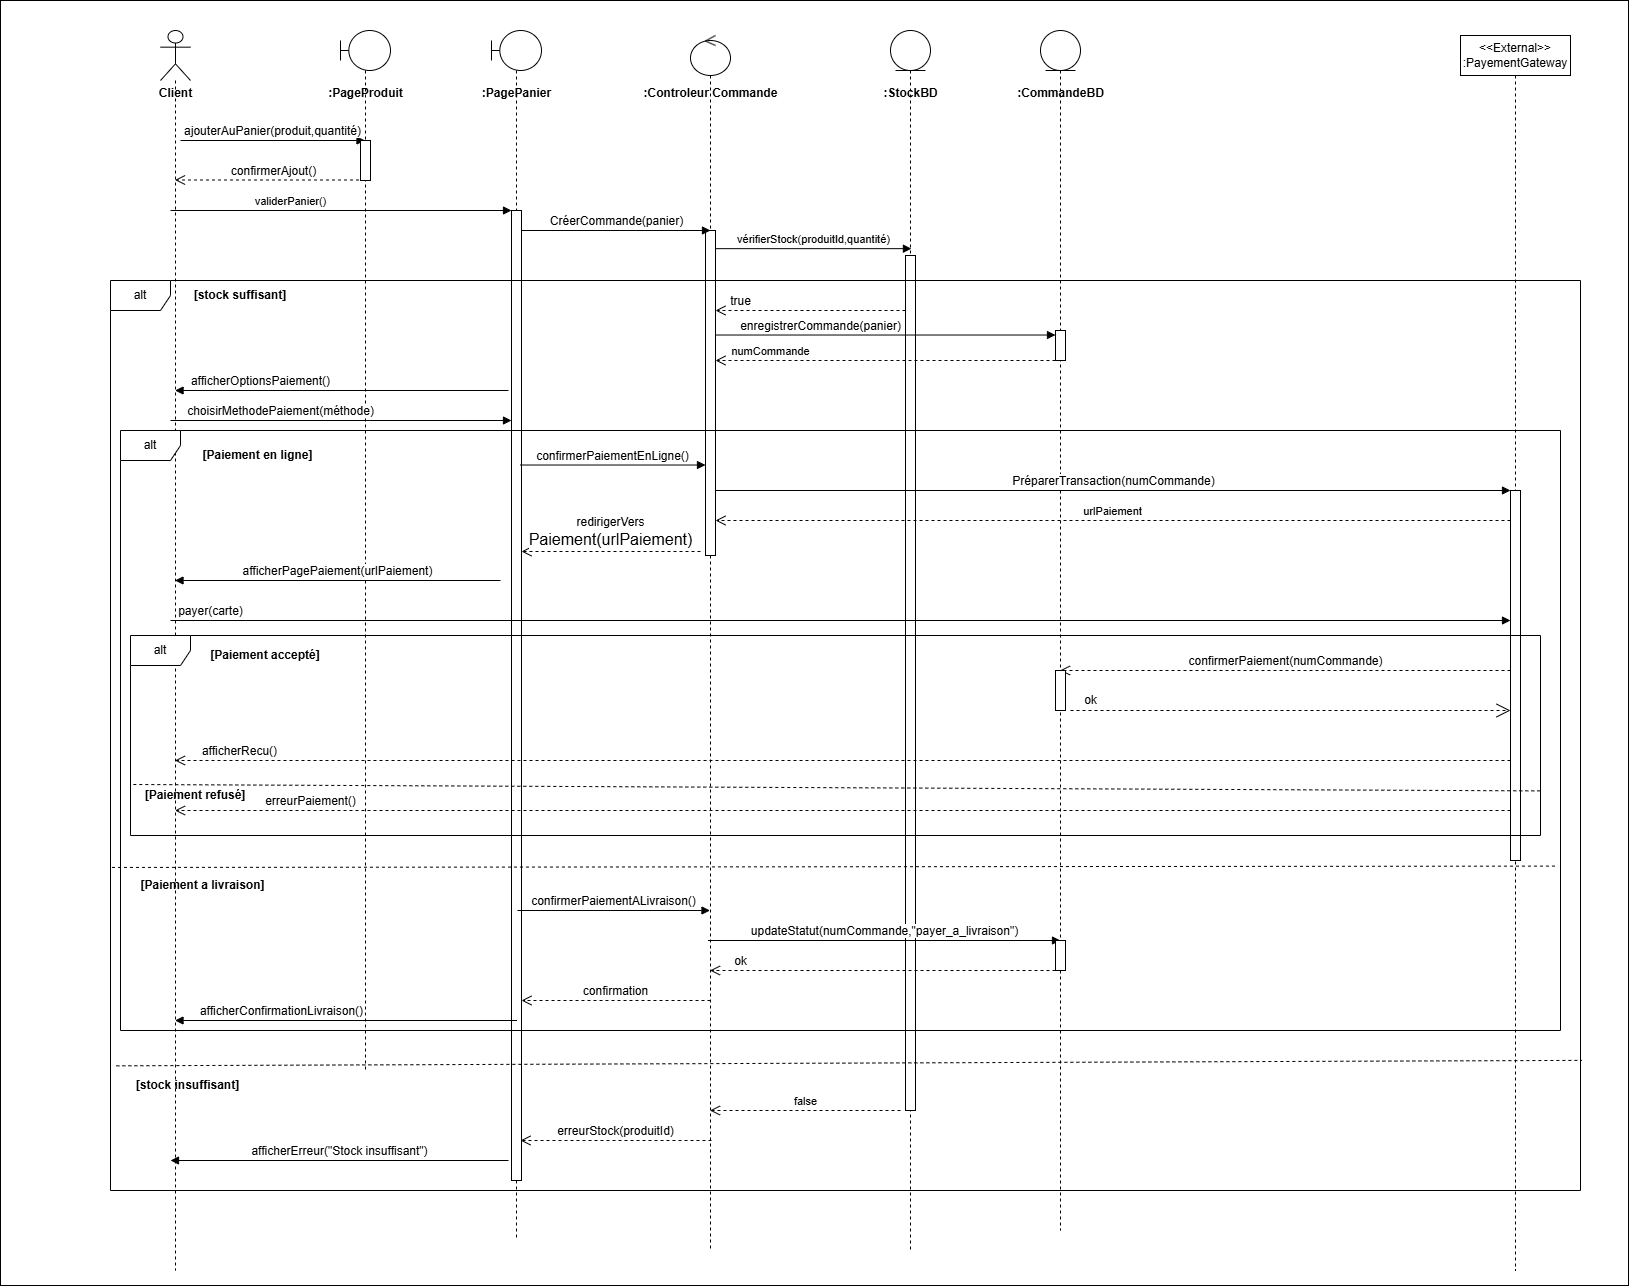 <<External>>
:PayementGateway
Client
:PageProduit
:PagePanier
:Controleur Commande
:StockBD
:CommandeBD
ajouterAuPanier(produit,quantité)
confirmerAjout()
validerPanier()
CréerCommande(panier)
vérifierStock(produitId,quantité)
alt
[stock suffisant]
true
enregistrerCommande(panier)
numCommande
afficherOptionsPaiement()
choisirMethodePaiement(méthode)
alt
[Paiement en ligne]
confirmerPaiementEnLigne()
PréparerTransaction(numCommande)
urlPaiement
redirigerVers
Paiement(urlPaiement)
afficherPagePaiement(urlPaiement)
payer(carte)
alt
[Paiement accepté]
confirmerPaiement(numCommande)
ok
afficherRecu()
[Paiement refusé]
erreurPaiement()
[Paiement a livraison]
confirmerPaiementALivraison()
updateStatut(numCommande,"payer_a_livraison")
ok
confirmation
afficherConfirmationLivraison()
[stock insuffisant]
false
erreurStock(produitId)
afficherErreur("Stock insuffisant")